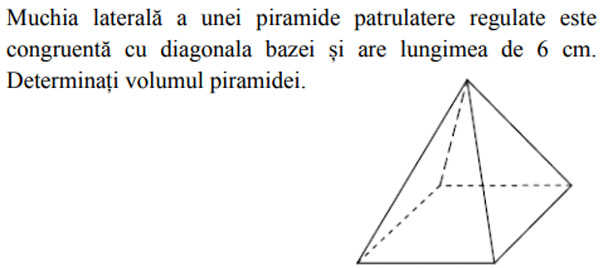 Muchia laterală a unei piramide patrulatere regulate este
congruentă cu diagonala bazei și are lungimea de 6 cm.
Determinați volumul piramidei.